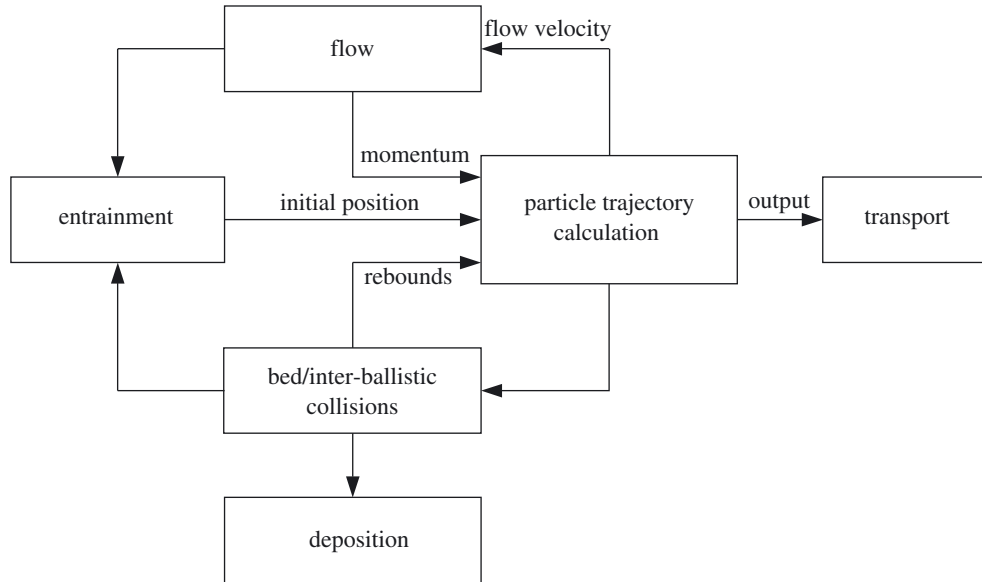 flow
flow velocity
momentum
entrainment
initial position
particle trajectory
calculation
output
transport
rebounds
bed/inter-ballistic
collisions
deposition